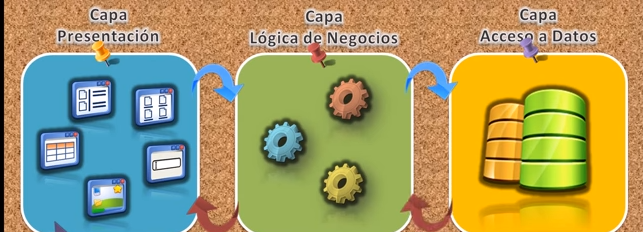 Capa
Presentación
Capa
Lógica de Negocios
Capa
Acceso a Datos